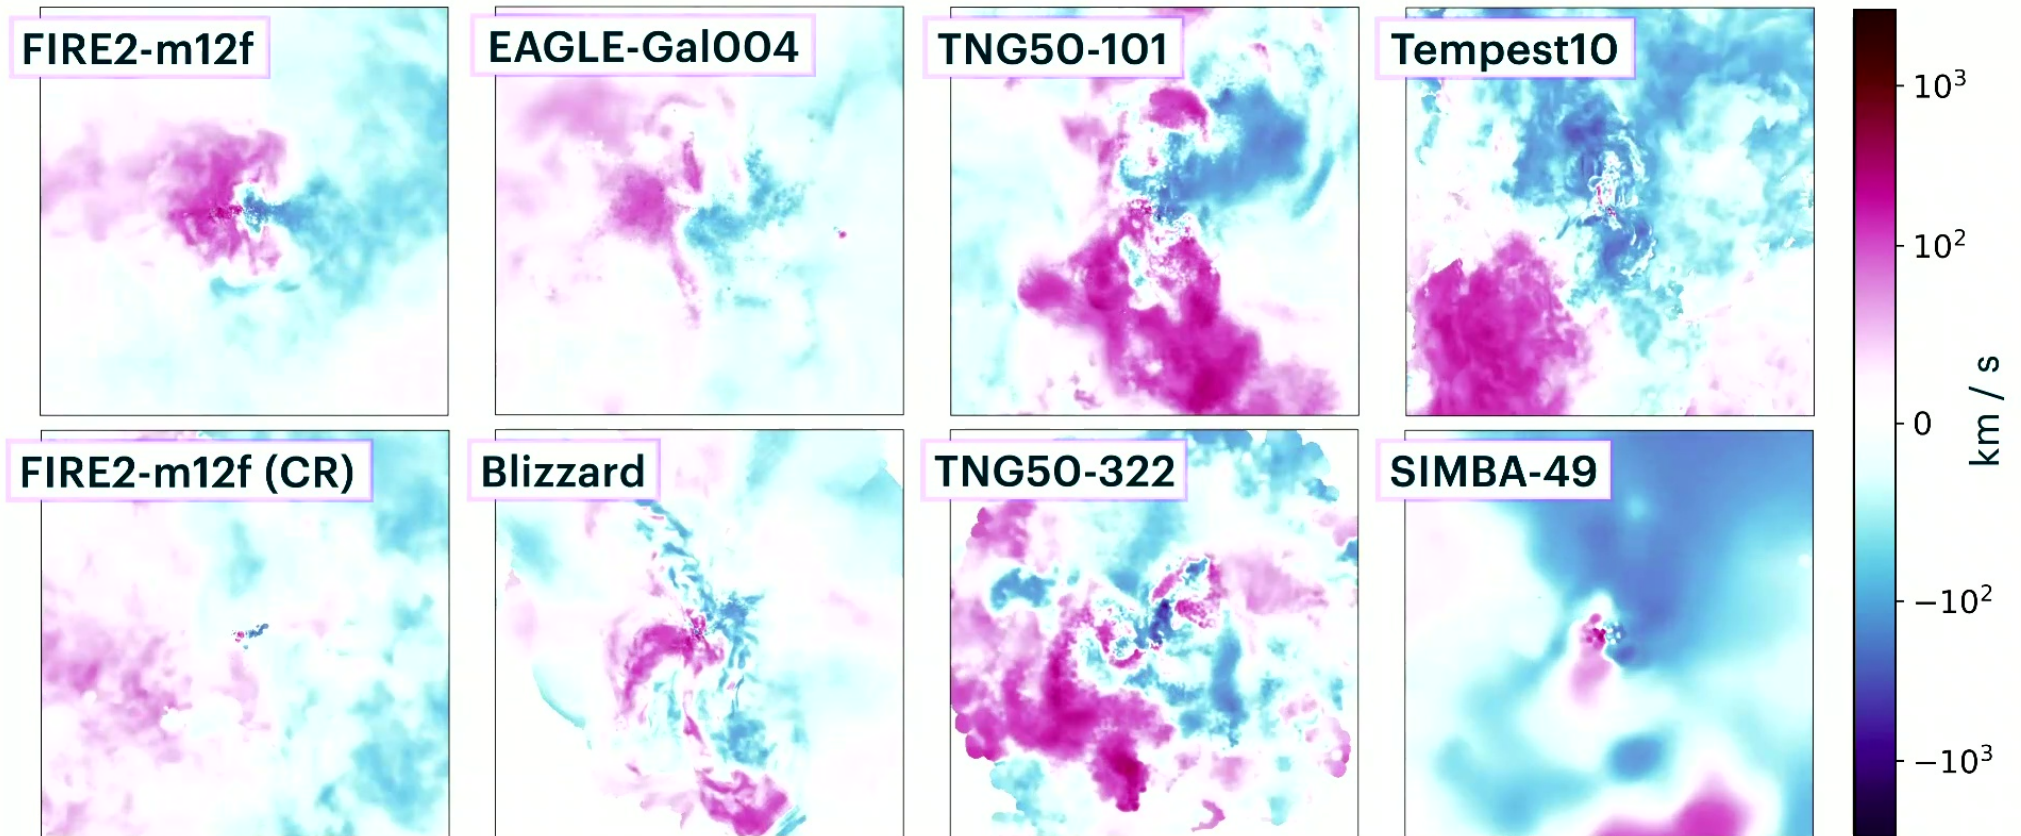 FIRE2-m12f
EAGLE-Gal004
TNG50-101
Tempest10
FIRE2-m12f (CR)
Blizzard
TNG50-322
SIMBA-49
10³
10²
0
−10²
−10³
km / s